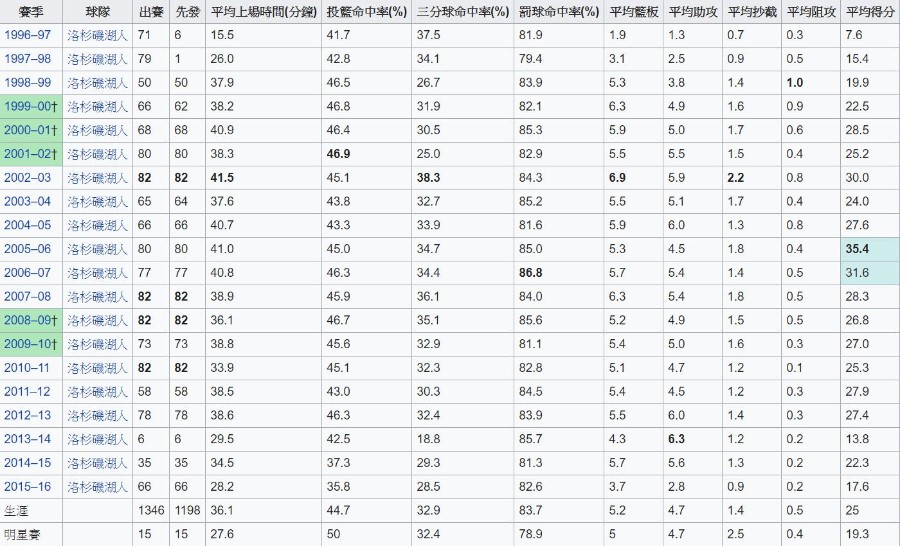 賽季 球隊 出賽 先發 平均上場時間(分鐘) 投籃命中率(%) 三分球命中率(%) 罰球命中率(%) 平均籃板 平均助攻 平均抄截 平均阻攻 平均得分
1996–97 洛杉磯湖人 71 6 15.5 41.7 37.5 81.9 1.9 1.3 0.7 0.3 7.6
1997–98 洛杉磯湖人 79 1 26.0 42.8 34.1 79.4 3.1 2.5 0.9 0.5 15.4
1998–99 洛杉磯湖人 50 50 37.9 46.5 26.7 83.9 5.3 3.8 1.4 1.0 19.9
1999–00† 洛杉磯湖人 66 62 38.2 46.8 31.9 82.1 6.3 4.9 1.6 0.9 22.5
2000–01† 洛杉磯湖人 68 68 40.9 46.4 30.5 85.3 5.9 5.0 1.7 0.6 28.5
2001–02† 洛杉磯湖人 80 80 38.3 46.9 25.0 82.9 5.5 5.5 1.5 0.4 25.2
2002–03 洛杉磯湖人 82 82 41.5 45.1 38.3 84.3 6.9 5.9 2.2 0.8 30.0
2003–04 洛杉磯湖人 65 64 37.6 43.8 32.7 85.2 5.5 5.1 1.7 0.4 24.0
2004–05 洛杉磯湖人 66 66 40.7 43.3 33.9 81.6 5.9 6.0 1.3 0.8 27.6
2005–06 洛杉磯湖人 80 80 41.0 45.0 34.7 85.0 5.3 4.5 1.8 0.4 35.4
2006–07 洛杉磯湖人 77 77 40.8 46.3 34.4 86.8 5.7 5.4 1.4 0.5 31.6
2007–08 洛杉磯湖人 82 82 38.9 45.9 36.1 84.0 6.3 5.4 1.8 0.5 28.3
2008–09† 洛杉磯湖人 82 82 36.1 46.7 35.1 85.6 5.2 4.9 1.5 0.5 26.8
2009–10† 洛杉磯湖人 73 73 38.8 45.6 32.9 81.1 5.4 5.0 1.6 0.3 27.0
2010–11 洛杉磯湖人 82 82 33.9 45.1 32.3 82.8 5.1 4.7 1.2 0.1 25.3
2011–12 洛杉磯湖人 58 58 38.5 43.0 30.3 84.5 5.4 4.5 1.2 0.3 27.9
2012–13 洛杉磯湖人 78 78 38.6 46.3 32.4 83.9 5.5 6.0 1.4 0.3 27.4
2013–14 洛杉磯湖人 6 6 29.5 42.5 18.8 85.7 4.3 6.3 1.2 0.2 13.8
2014–15 洛杉磯湖人 35 35 34.5 37.3 29.3 81.3 5.7 5.6 1.3 0.2 22.3
2015–16 洛杉磯湖人 66 66 28.2 35.8 28.5 82.6 3.7 2.8 0.9 0.2 17.6
生涯 1346 1198 36.1 44.7 32.9 83.7 5.2 4.7 1.4 0.5 25
明星賽 15 15 27.6 50 32.4 78.9 5 4.7 2.5 0.4 19.3